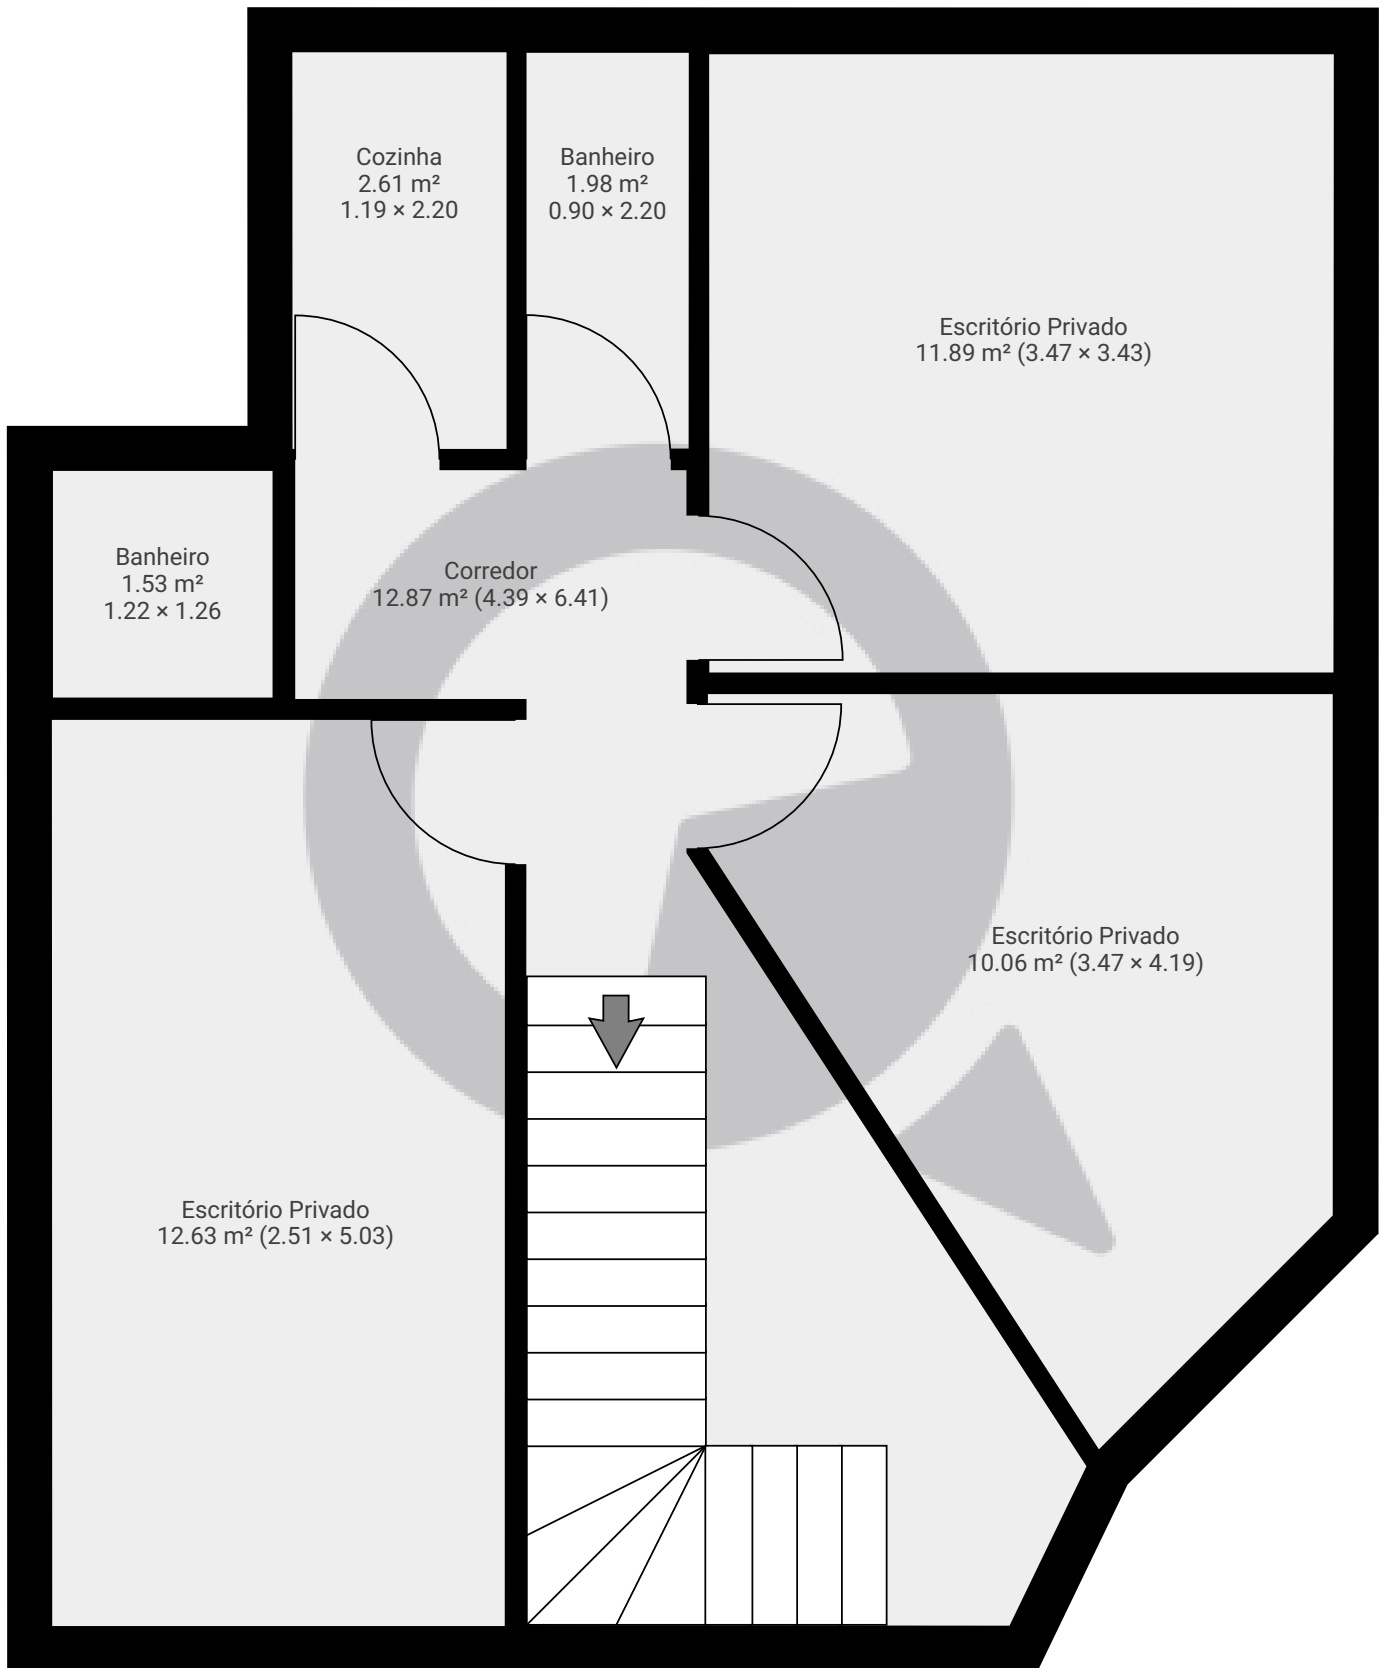 Cozinha
2.61 m²
1.19 × 2.20
Banheiro
1.98 m²
0.90 × 2.20
Escritório Privado
11.89 m² (3.47 × 3.43)
Banheiro
1.53 m²
1.22 × 1.26
Corredor
12.87 m² (4.39 × 6.41)
Escritório Privado
10.06 m² (3.47 × 4.19)
Escritório Privado
12.63 m² (2.51 × 5.03)